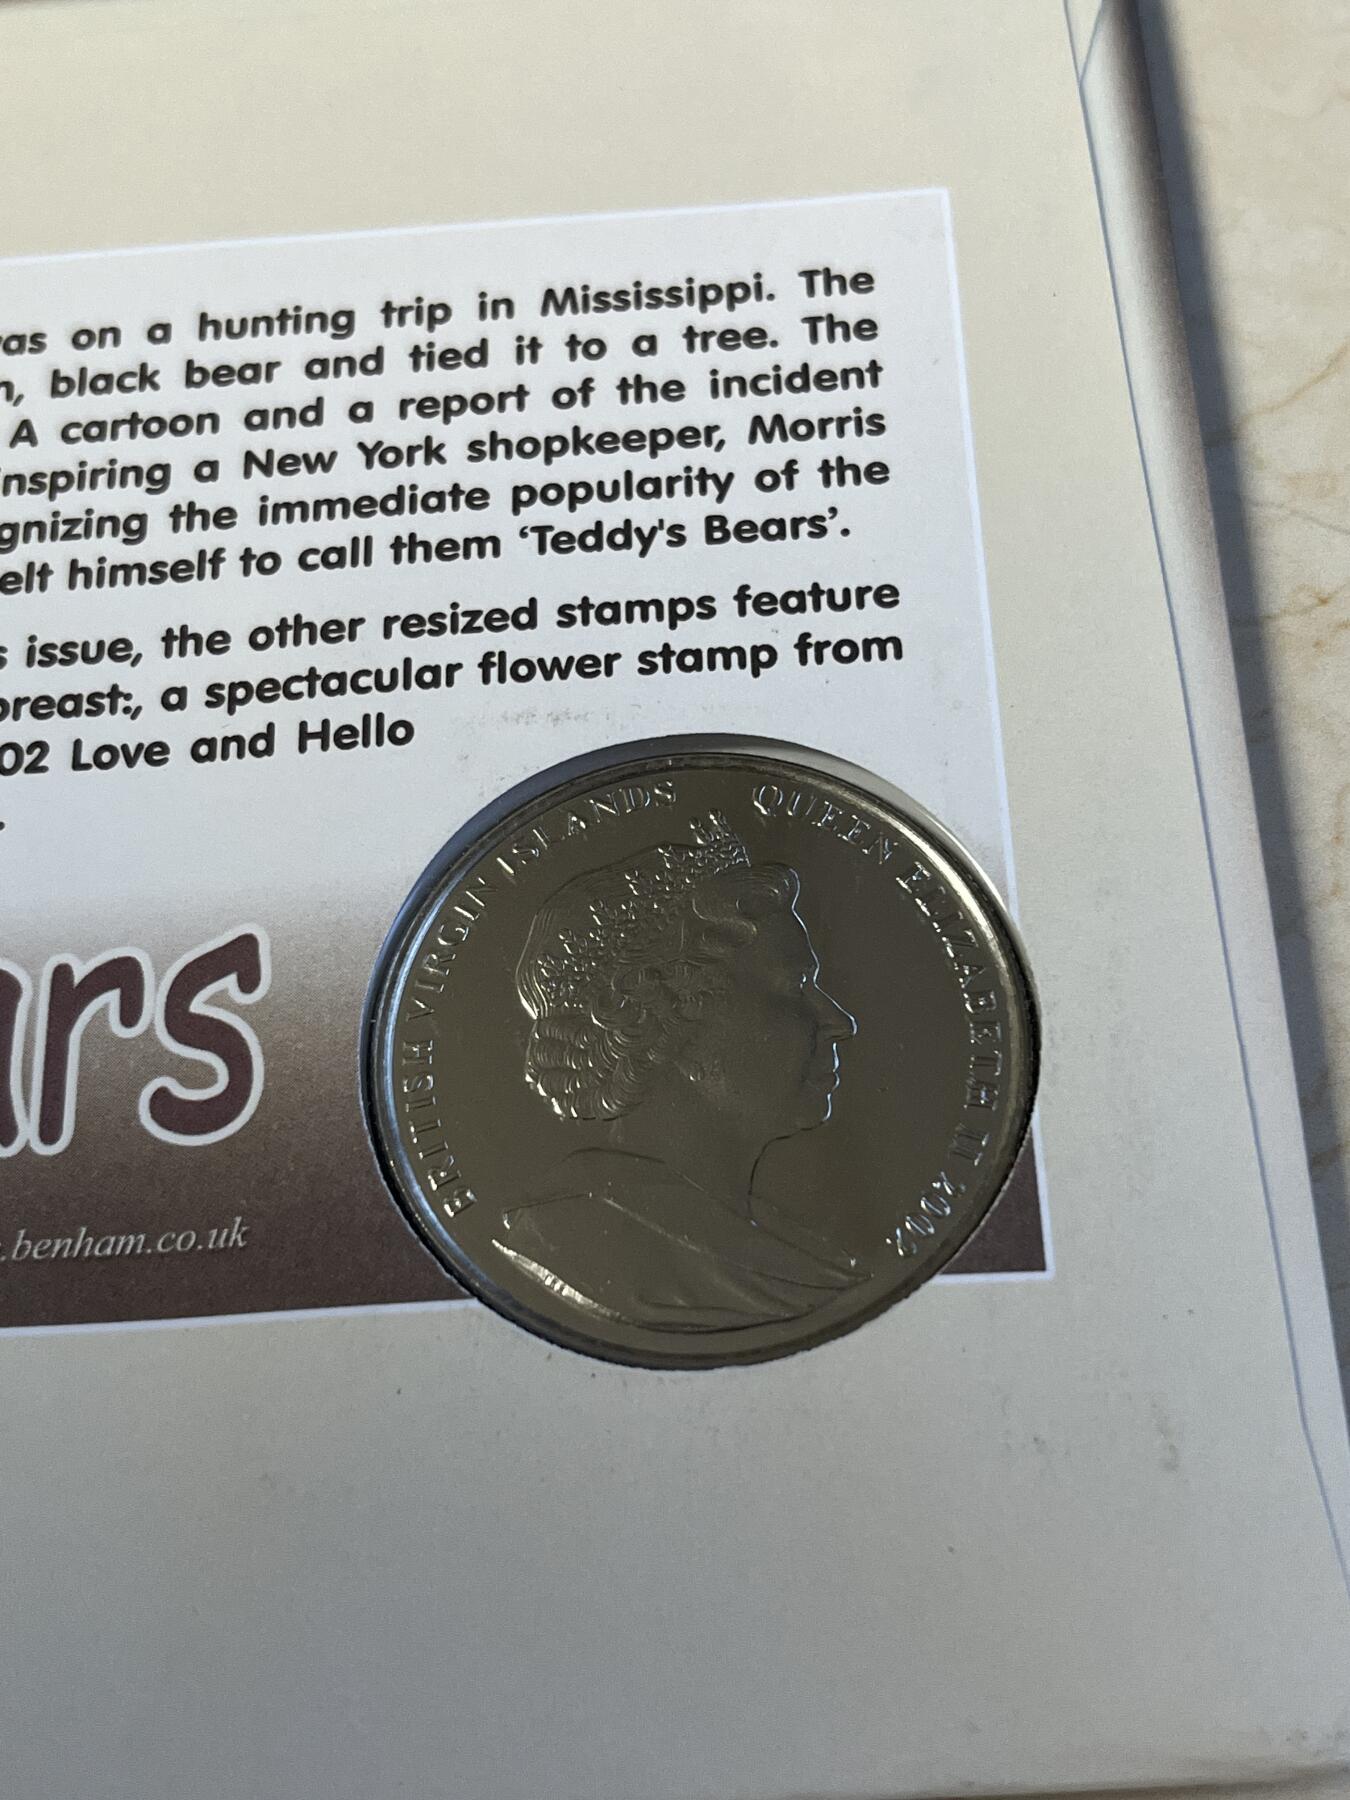 as on a hunting trip in Mississippi. The
black bear and tied it to a tree. The
A cartoon and a report of the incident
inspiring a New York shopkeeper, Morris
gnizing the immediate popularity of the
elt himself to call them ‘Teddy's Bears’.
s issue, the other resized stamps feature
breast:, a spectacular flower stamp from
02 Love and Hello
ars
.benham.co.uk
BRITISH VIRGIN ISLANDS QUEEN ELIZABETH II 2002